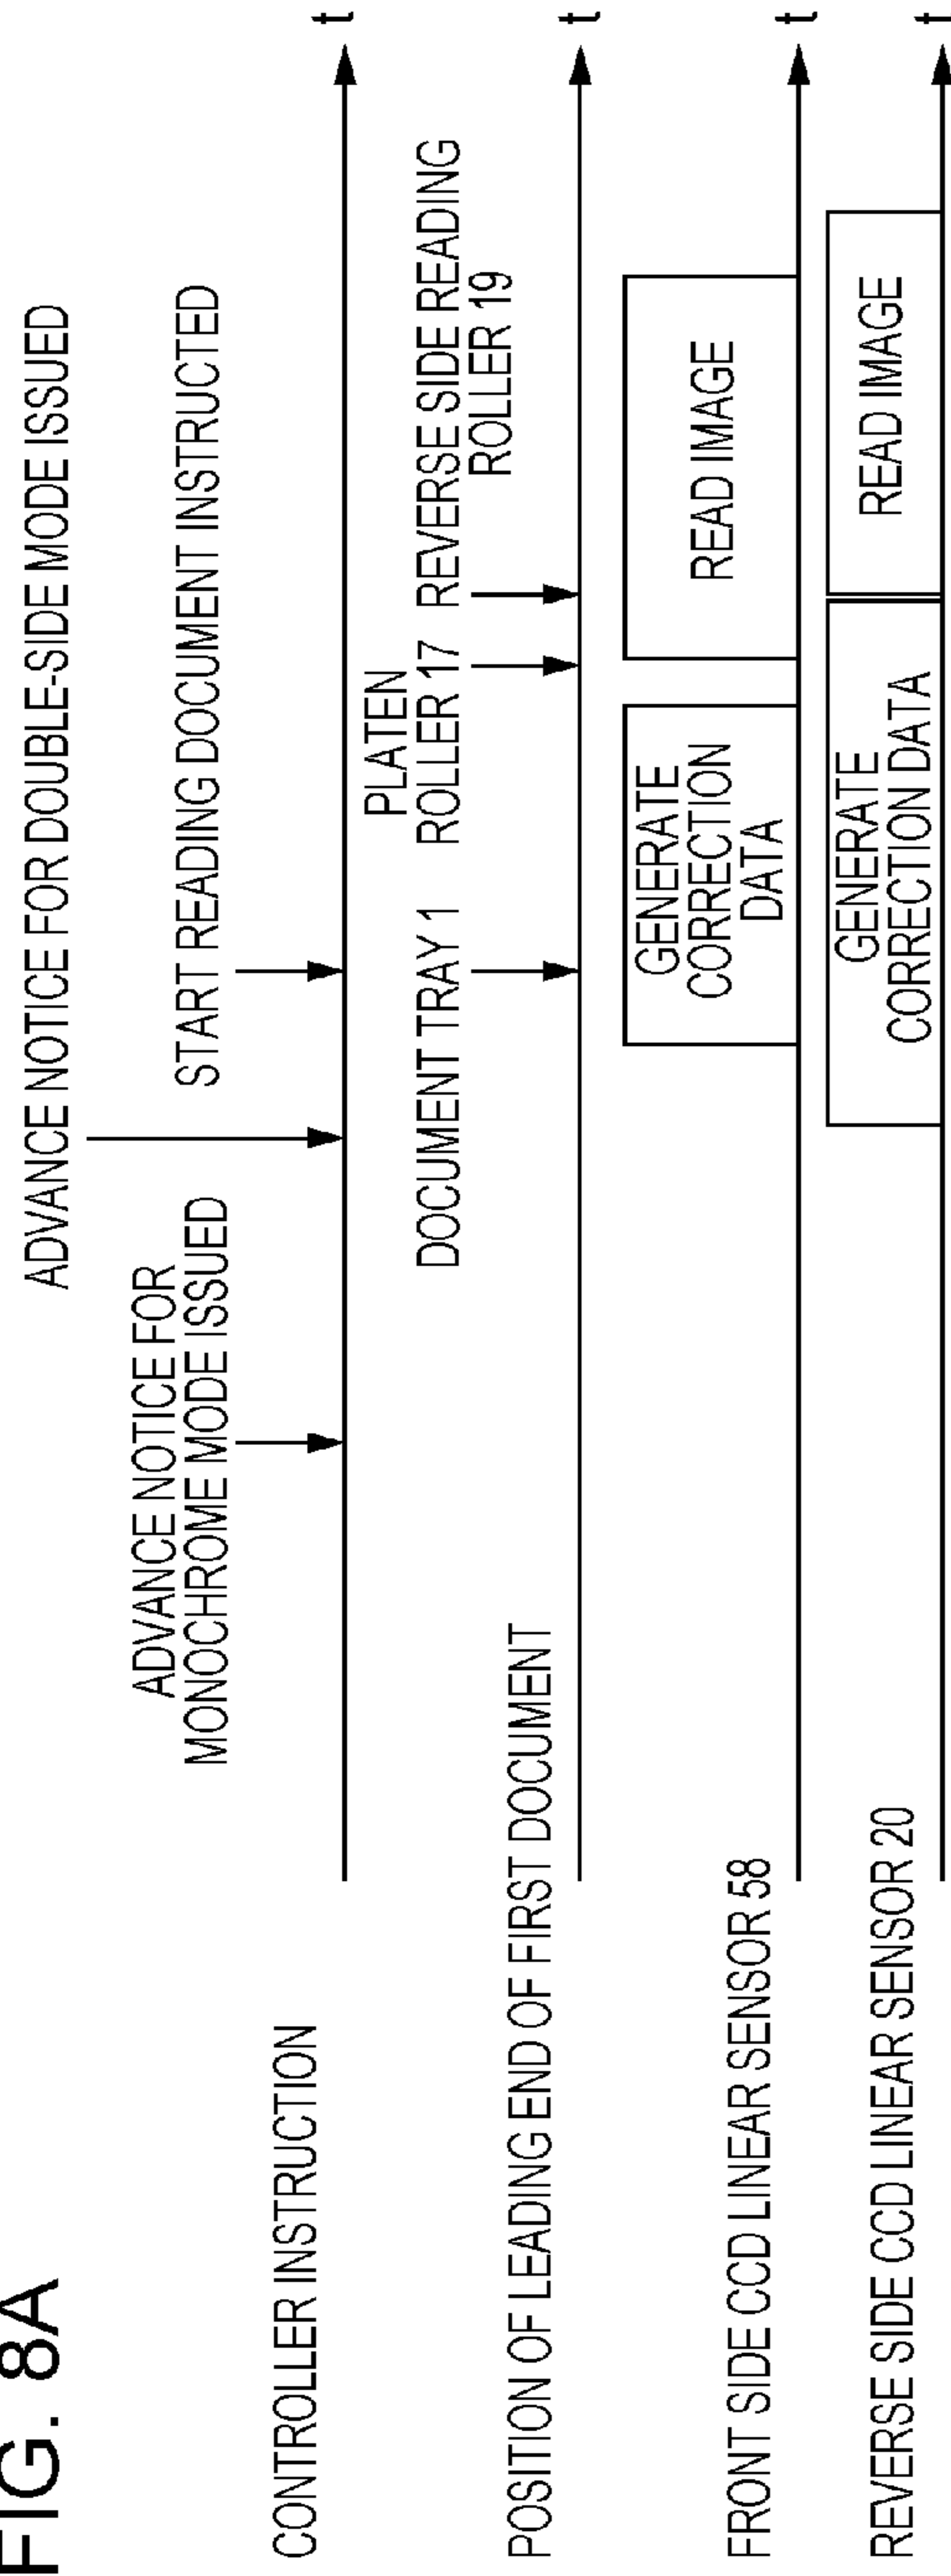 FIG. 8A
ADVANCE NOTICE FOR DOUBLE-SIDE MODE ISSUED
ADVANCE NOTICE FOR
MONOCHROME MODE ISSUED
START READING DOCUMENT INSTRUCTED
CONTROLLER INSTRUCTION
t
PLATEN
DOCUMENT TRAY 1 ROLLER 17 REVERSE SIDE READING
ROLLER 19
POSITION OF LEADING END OF FIRST DOCUMENT
t
GENERATE
CORRECTION
DATA
READ IMAGE
FRONT SIDE CCD LINEAR SENSOR 58
t
GENERATE
CORRECTION DATA
READ IMAGE
REVERSE SIDE CCD LINEAR SENSOR 20
t